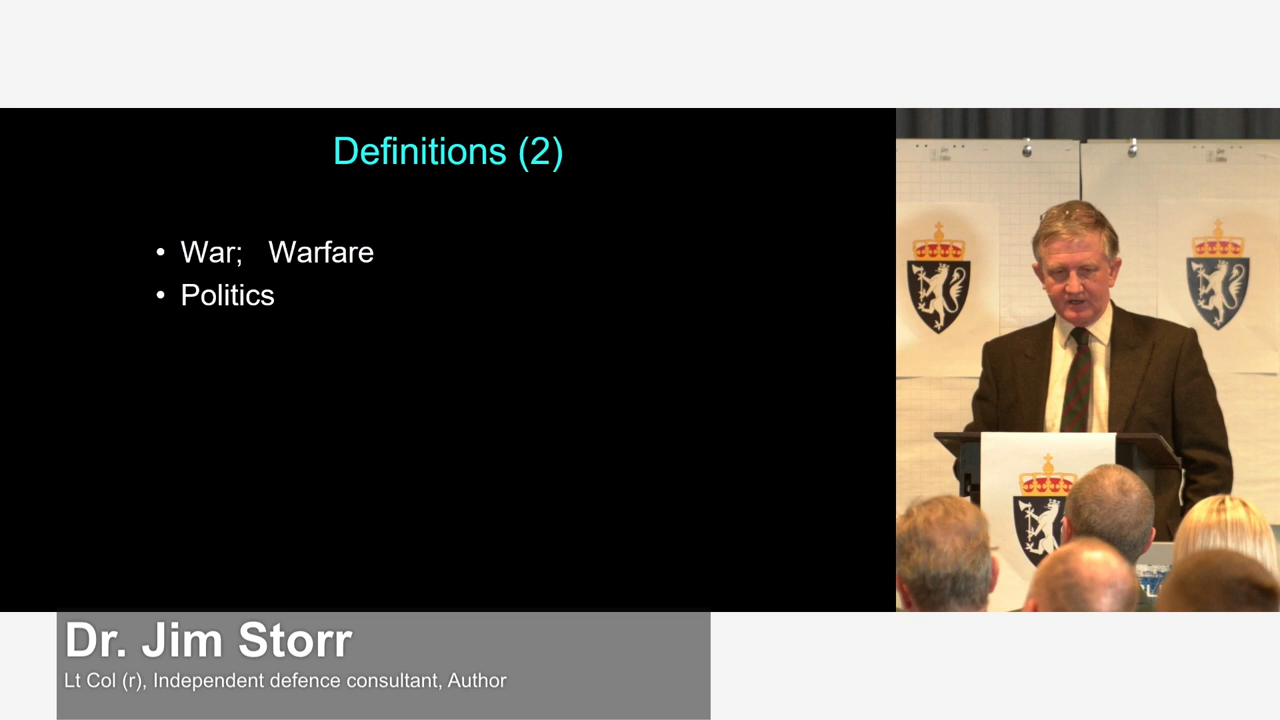 Definitions (2)
• War; Warfare
• Politics
Dr. Jim Storr
Lt Col (r), Independent defence consultant, Author